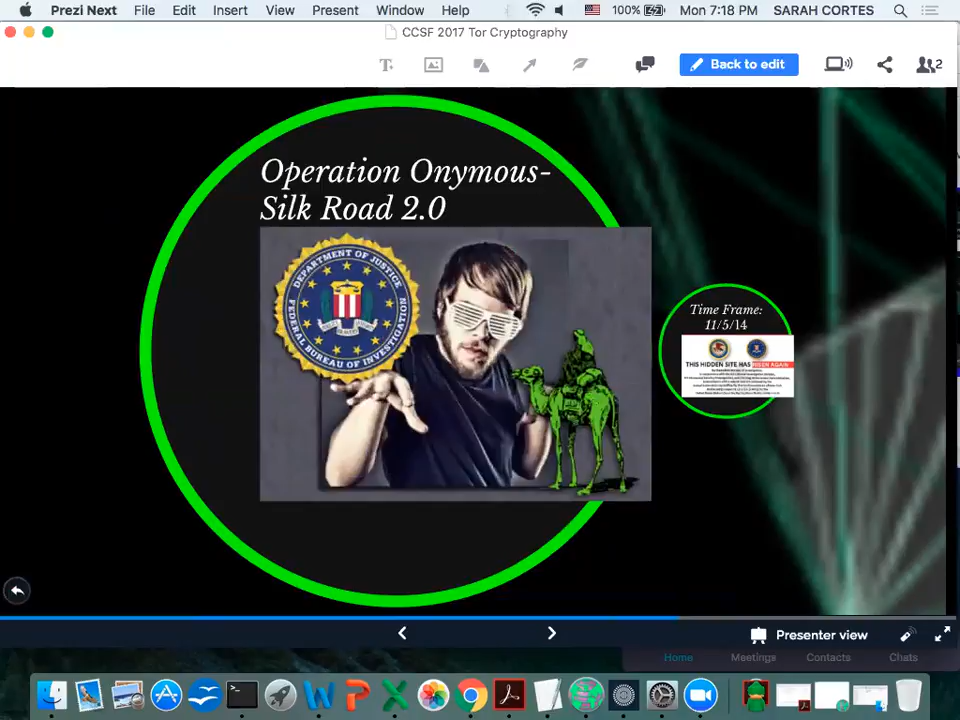 Prezi Next File Edit Insert View Present Window Help 100% Mon 7:18 PM SARAH CORTES
CCSF 2017 Tor Cryptography
Back to edit
2
Operation Onymous-
Silk Road 2.0
DEPARTMENT OF JUSTICE
FEDERAL BUREAU OF INVESTIGATION
Time Frame:
11/5/14
THIS HIDDEN SITE HAS RISEN AGAIN
Presenter view
Home Meetings Contacts Chats